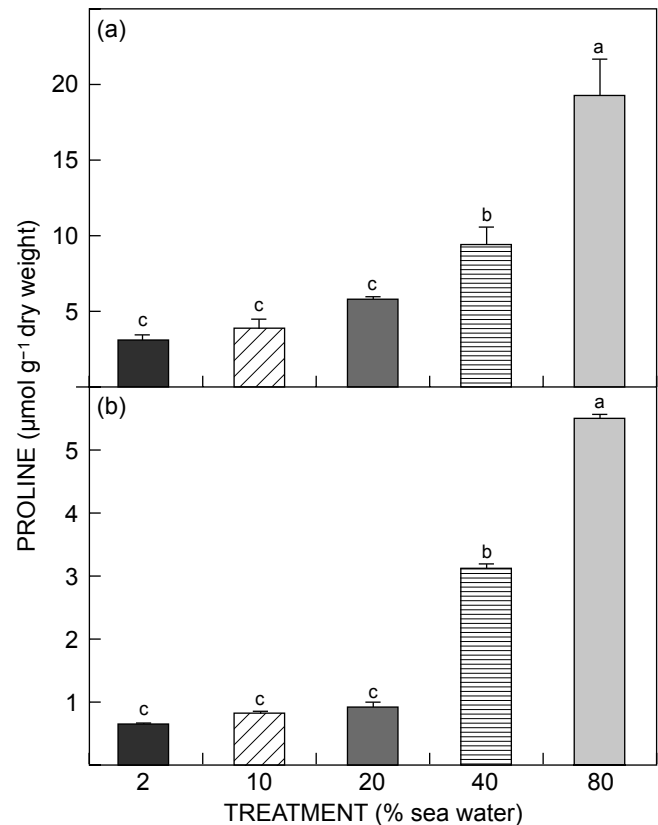 (a)
20
15
10
5
c
c
c
b
a
(b)
5
4
3
2
1
c
c
c
b
a
PROLINE (µmol g⁻¹ dry weight)
2 10 20 40 80
TREATMENT (% sea water)